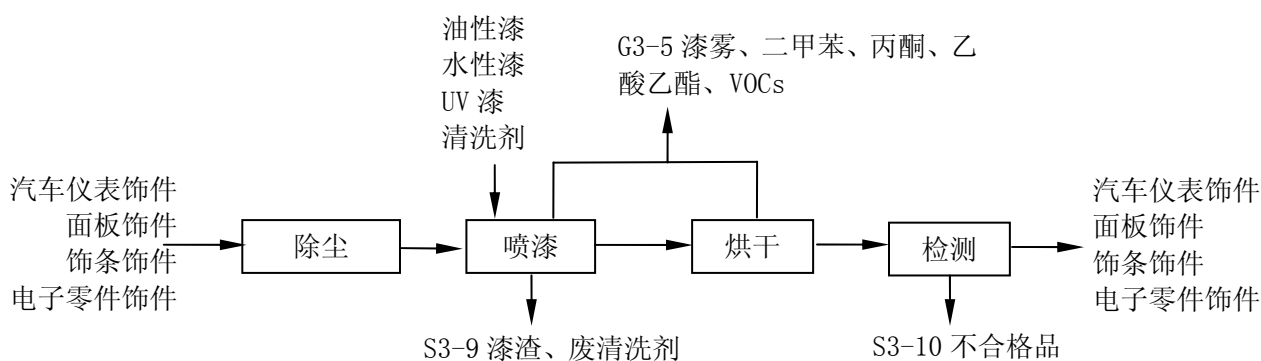 油性漆
水性漆
UV 漆
清洗剂
G3-5 漆雾、二甲苯、丙酮、乙
酸乙酯、VOCs
汽车仪表饰件
面板饰件
饰条饰件
电子零件饰件
除尘
喷漆
烘干
检测
汽车仪表饰件
面板饰件
饰条饰件
电子零件饰件
S3-9 漆渣、废清洗剂
S3-10 不合格品